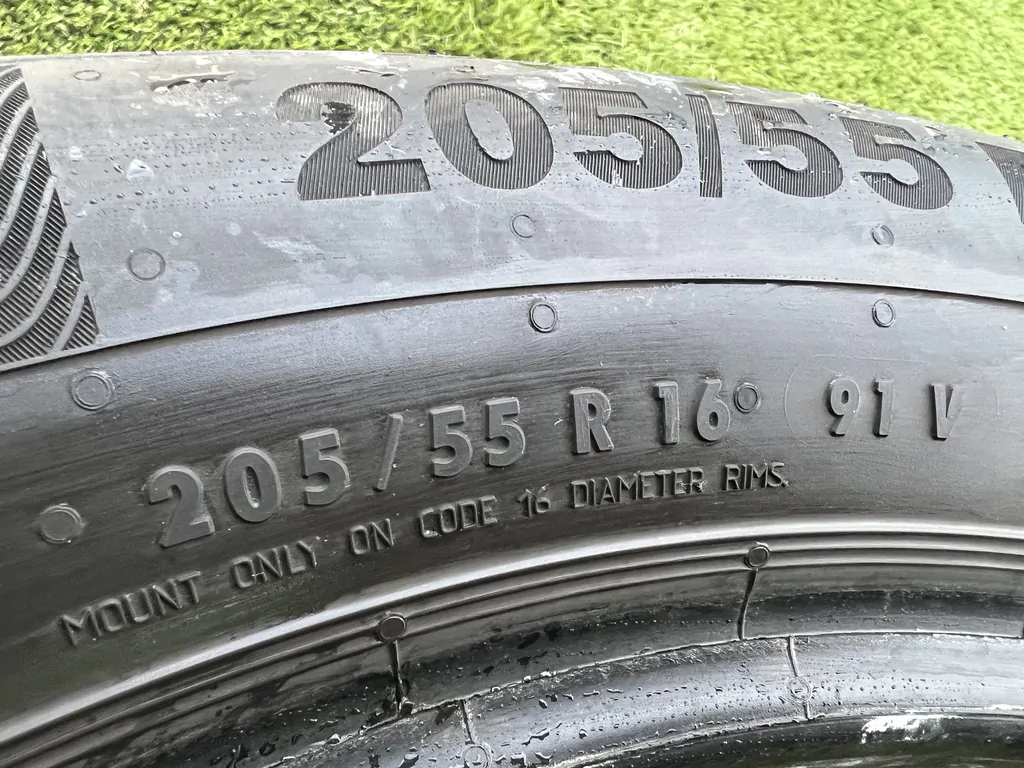 205/55
205/55 R 16 91 V
MOUNT ONLY ON CODE 16 DIAMETER RIMS.